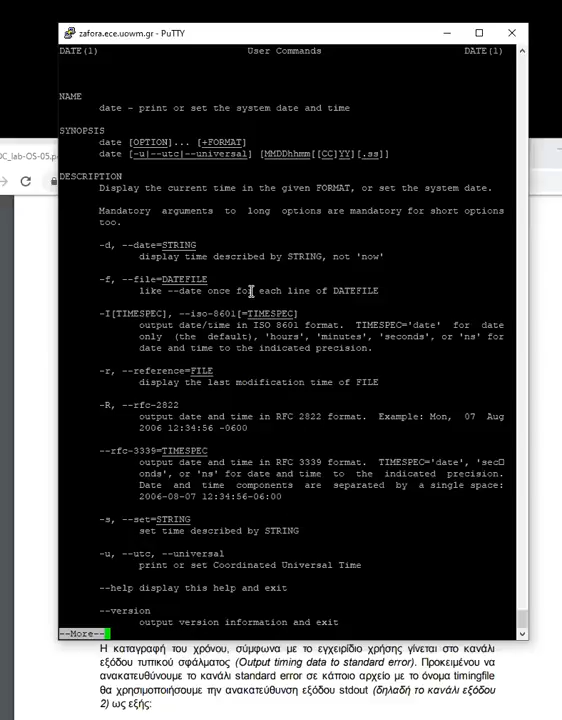 zafora.ece.uowm.gr - PuTTY
DATE(1) User Commands DATE(1)
NAME
date - print or set the system date and time
SYNOPSIS
date [OPTION]... [+FORMAT]
date [-u|--utc|--universal] [MMDDhhmm[[CC]YY][.ss]]
DESCRIPTION
Display the current time in the given FORMAT, or set the system date.
Mandatory arguments to long options are mandatory for short options
too.
-d, --date=STRING
display time described by STRING, not 'now'
-f, --file=DATEFILE
like --date once for each line of DATEFILE
-I[TIMESPEC], --iso-8601[=TIMESPEC]
output date/time in ISO 8601 format. TIMESPEC='date' for date
only (the default), 'hours', 'minutes', 'seconds', or 'ns' for
date and time to the indicated precision.
-r, --reference=FILE
display the last modification time of FILE
-R, --rfc-2822
output date and time in RFC 2822 format. Example: Mon, 07 Aug
2006 12:34:56 -0600
--rfc-3339=TIMESPEC
output date and time in RFC 3339 format. TIMESPEC='date', 'sec
onds', or 'ns' for date and time to the indicated precision.
Date and time components are separated by a single space:
2006-08-07 12:34:56-06:00
-s, --set=STRING
set time described by STRING
-u, --utc, --universal
print or set Coordinated Universal Time
--help display this help and exit
--version
output version information and exit
--More--
DC_lab-OS-05.p
Η καταγραφή του χρόνου, σύμφωνα με το εγχειρίδιο χρήσης γίνεται στο κανάλι
εξόδου τυπικού σφάλματος (Output timing data to standard error). Προκειμένου να
ανακατευθύνουμε το κανάλι standard error σε κάποιο αρχείο με το όνομα timingfile
θα χρησιμοποιήσουμε την ανακατεύθυνση εξόδου stdout (δηλαδή το κανάλι εξόδου
2) ως εξής: